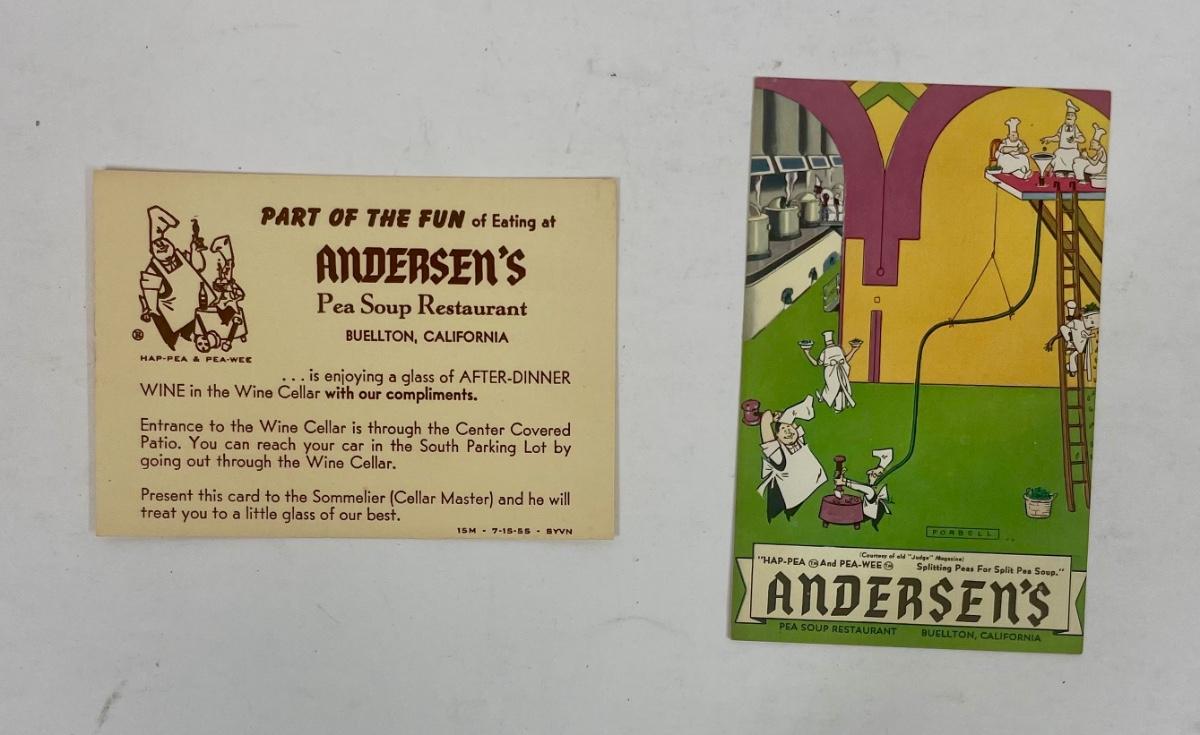 PART OF THE FUN of Eating at
ANDERSEN'S
Pea Soup Restaurant
BUELLTON, CALIFORNIA
®
HAP-PEA & PEA-WEE
... is enjoying a glass of AFTER-DINNER
WINE in the Wine Cellar with our compliments.
Entrance to the Wine Cellar is through the Center Covered
Patio. You can reach your car in the South Parking Lot by
going out through the Wine Cellar.
Present this card to the Sommelier (Cellar Master) and he will
treat you to a little glass of our best.
15M - 7-15-55 - SYVN
FORBELL
(Courtesy of old "Judge" Magazine)
"HAP-PEA TM And PEA-WEE TM Splitting Peas For Split Pea Soup."
ANDERSEN'S
PEA SOUP RESTAURANT BUELLTON, CALIFORNIA